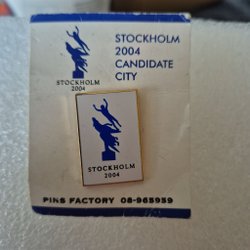 STOCKHOLM
2004
CANDIDATE
CITY
STOCKHOLM
2004
STOCKHOLM
2004
PINS FACTORY 08-965959